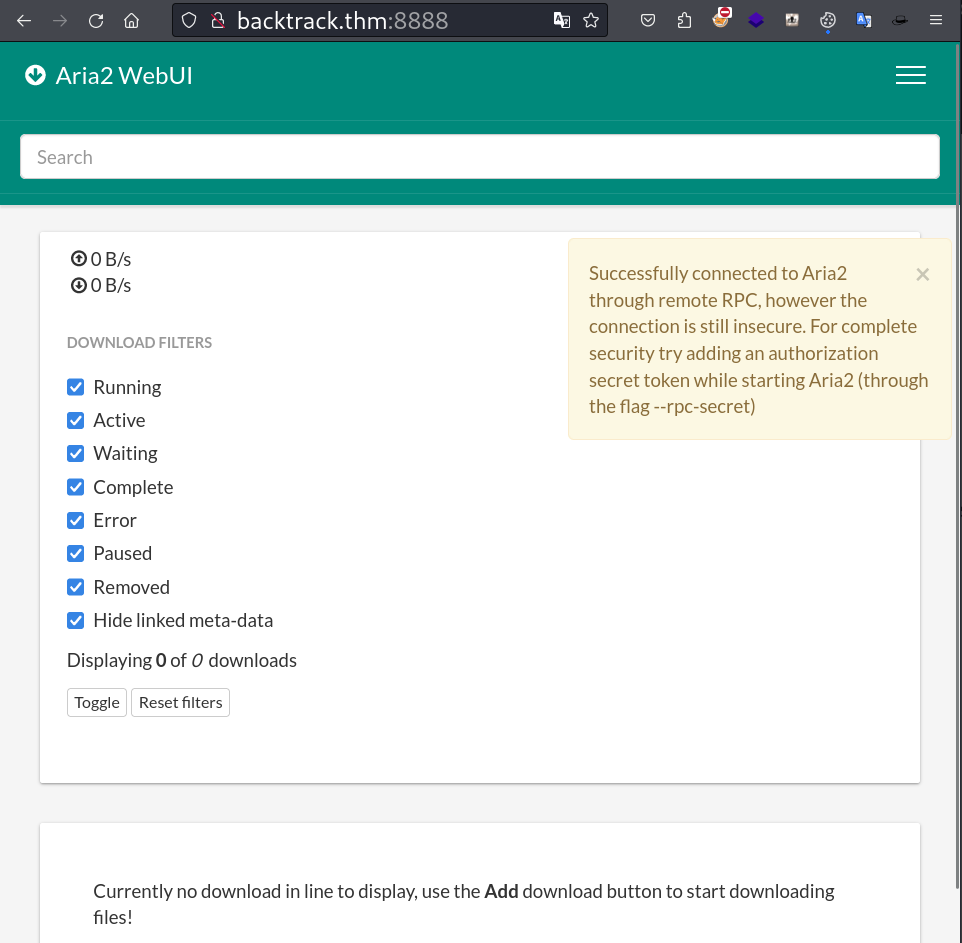 backtrack.thm:8888
Aria2 WebUI
Search
0 B/s
0 B/s
Successfully connected to Aria2
through remote RPC, however the
connection is still insecure. For complete
security try adding an authorization
secret token while starting Aria2 (through
the flag --rpc-secret)
×
DOWNLOAD FILTERS
Running
Active
Waiting
Complete
Error
Paused
Removed
Hide linked meta-data
Displaying 0 of 0 downloads
Toggle Reset filters
Currently no download in line to display, use the Add download button to start downloading
files!